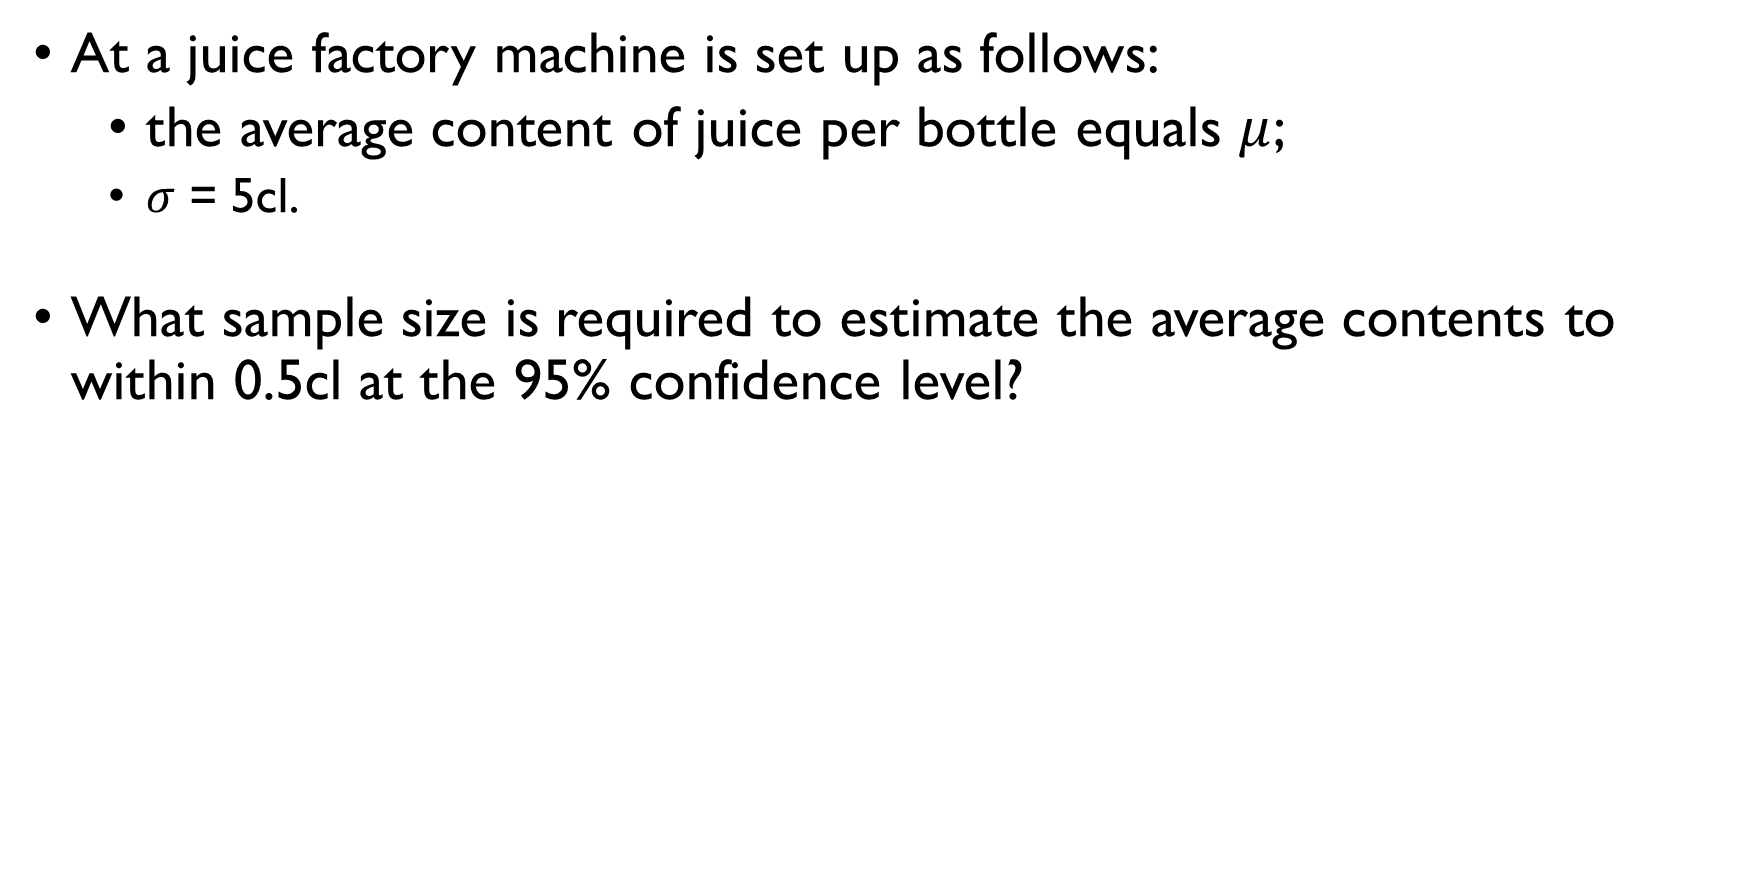 • At a juice factory machine is set up as follows:
• the average content of juice per bottle equals μ;
• σ = 5cl.
• What sample size is required to estimate the average contents to
within 0.5cl at the 95% confidence level?